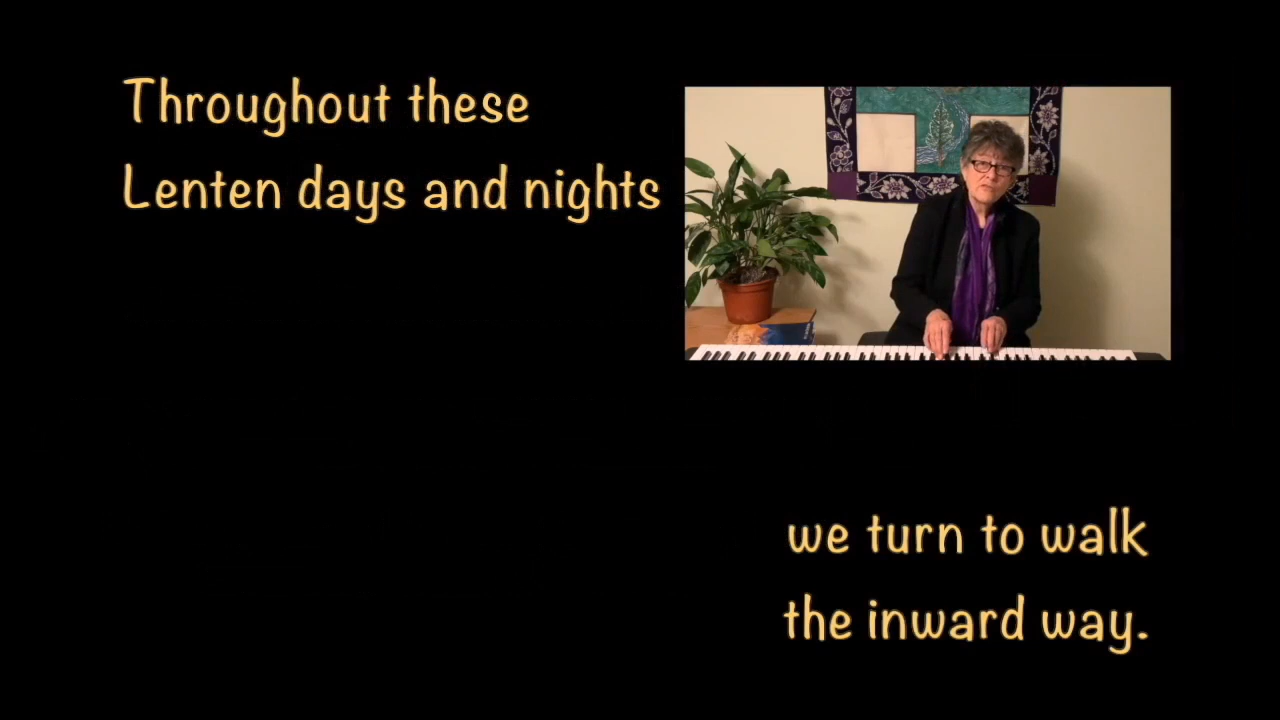 Throughout these
Lenten days and nights
we turn to walk
the inward way.